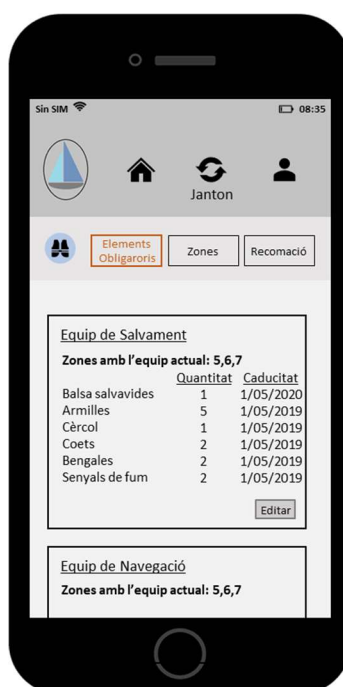 Sin SIM 08:35
Janton
Elements
Obligaroris
Zones
Recomació
Equip de Salvament
Zones amb l'equip actual: 5,6,7
Quantitat Caducitat
Balsa salvavides 1 1/05/2020
Armilles 5 1/05/2019
Cèrcol 1 1/05/2019
Coets 2 1/05/2019
Bengales 2 1/05/2019
Senyals de fum 2 1/05/2019
Editar
Equip de Navegació
Zones amb l'equip actual: 5,6,7